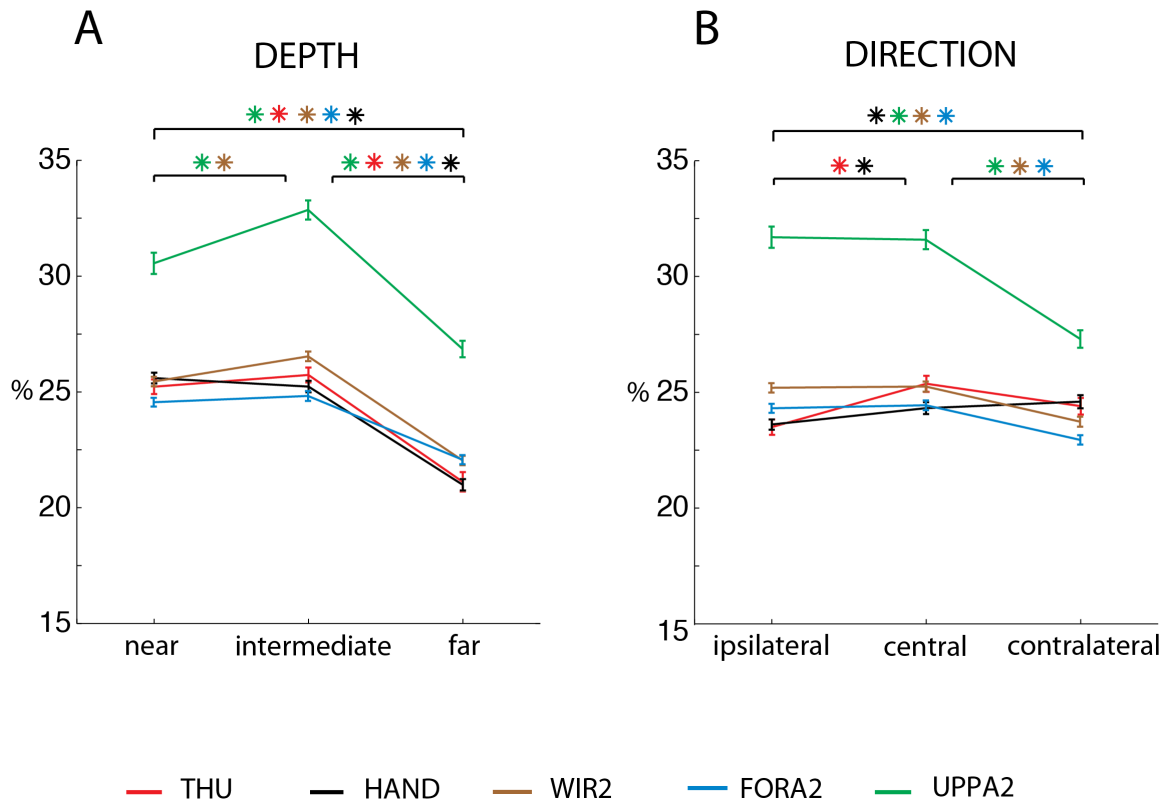 A
DEPTH
35
30
25
%
20
15
near intermediate far
B
DIRECTION
35
30
25
%
20
15
ipsilateral central contralateral
THU HAND WIR2 FORA2 UPPA2